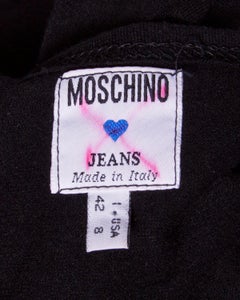 MOSCHINO
JEANS
Made in Italy
I • USA
42 8